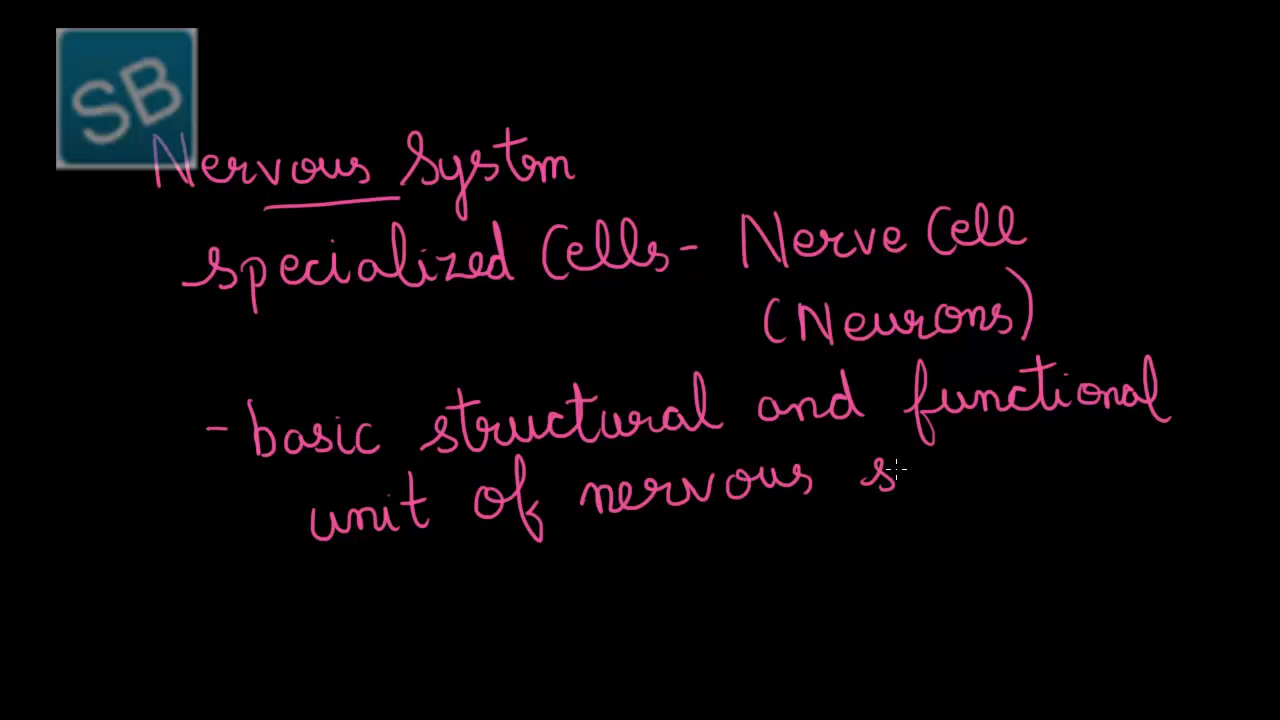 SB
Nervous System
specialized Cells - Nerve Cell
(Neurons)
- basic structural and functional
unit of nervous s